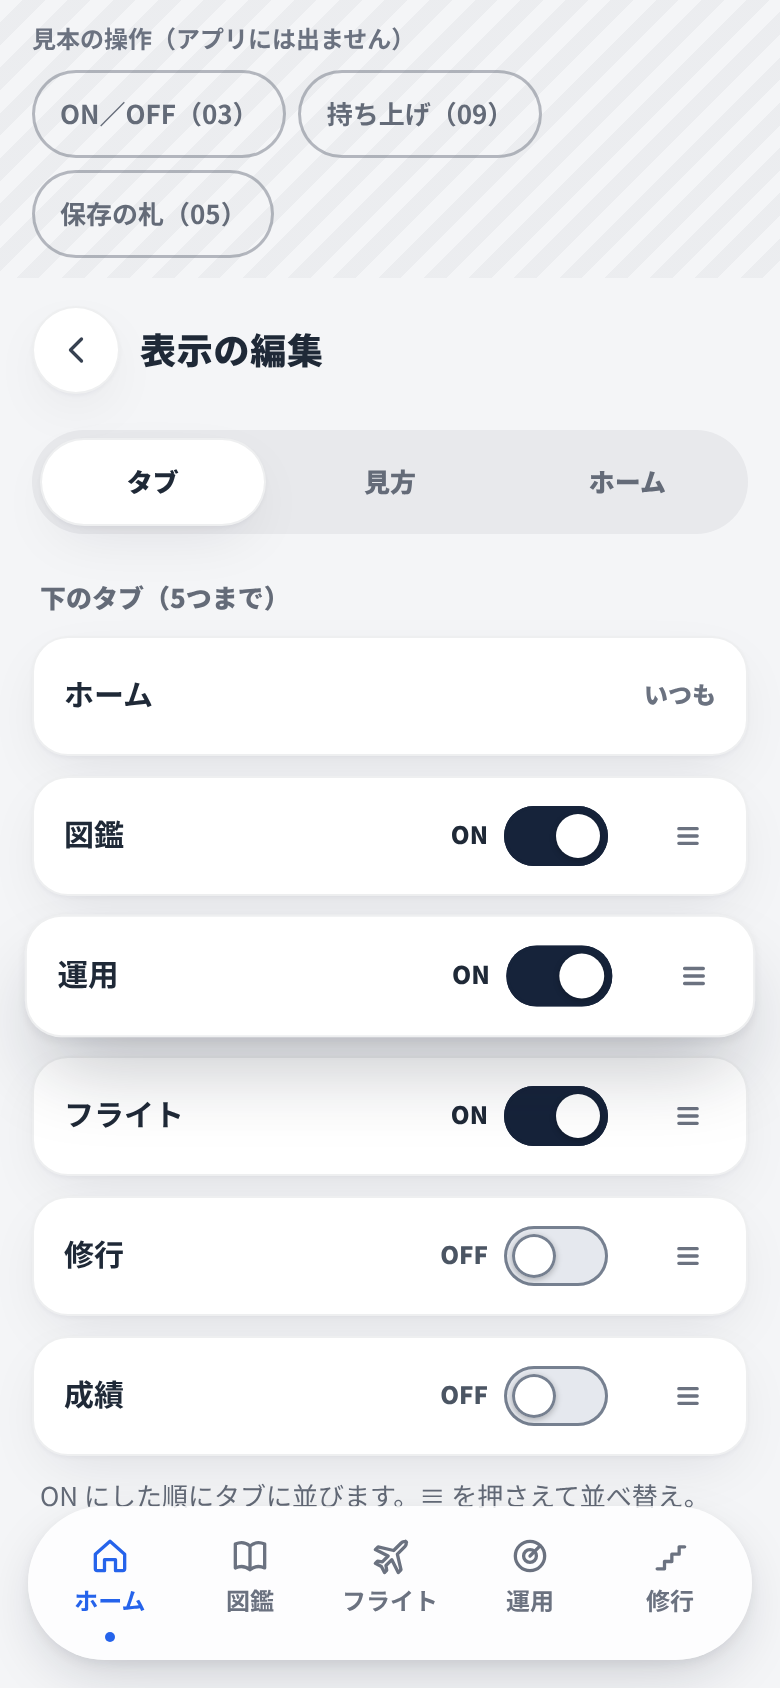 見本の操作（アプリには出ません）
ON／OFF（03）
持ち上げ（09）
保存の札（05）
表示の編集
タブ
見方
ホーム
下のタブ（5つまで）
ホーム
いつも
図鑑
ON
運用
ON
フライト
ON
修行
OFF
成績
OFF
ON にした順にタブに並びます。≡ を押さえて並べ替え。
ホーム
図鑑
フライト
運用
修行